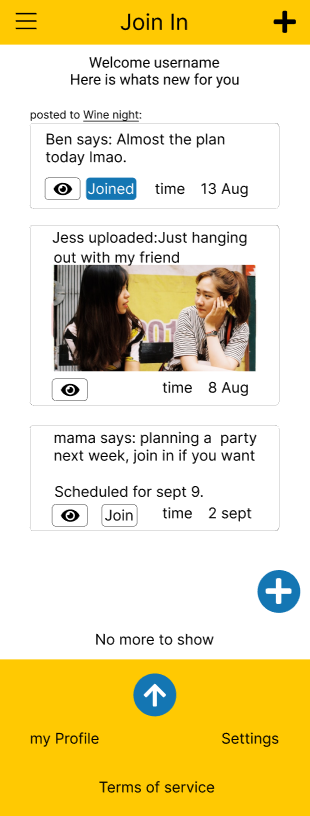 Join In
Welcome username
Here is whats new for you
posted to Wine night:
Ben says: Almost the plan
today lmao.
Joined time 13 Aug
Jess uploaded:Just hanging
out with my friend
time 8 Aug
mama says: planning a party
next week, join in if you want
Scheduled for sept 9.
Join time 2 sept
No more to show
my Profile Settings
Terms of service